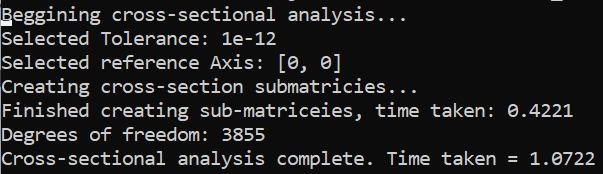 Beggining cross-sectional analysis...
Selected Tolerance: 1e-12
Selected reference Axis: [0, 0]
Creating cross-section submatricies...
Finished creating sub-matriceies, time taken: 0.4221
Degrees of freedom: 3855
Cross-sectional analysis complete. Time taken = 1.0722